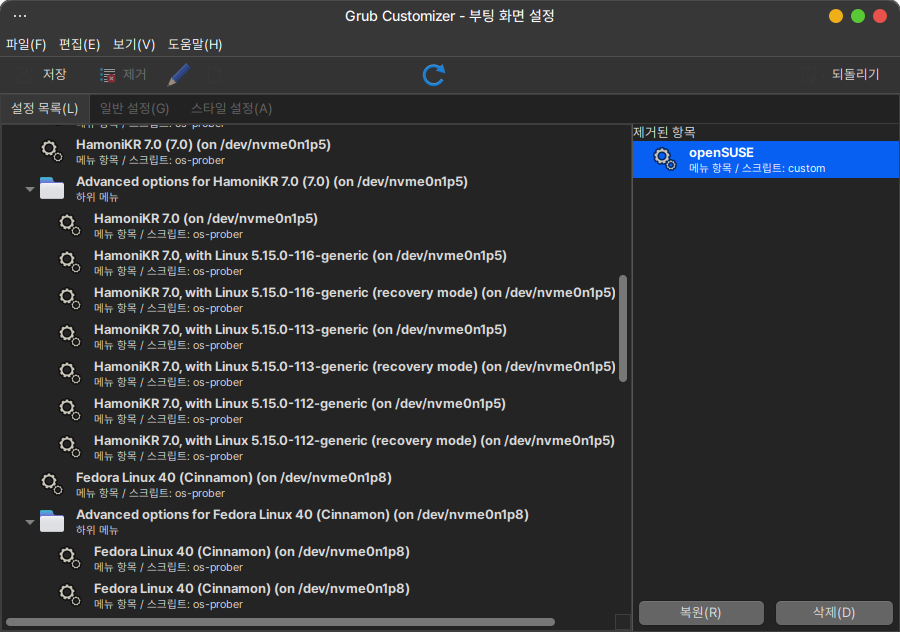 Grub Customizer - 부팅 화면 설정
파일(F) 편집(E) 보기(V) 도움말(H)
저장 제거 되돌리기
설정 목록(L) 일반 설정(G) 스타일 설정(A)
메뉴 항목 / 스크립트: os-prober
HamoniKR 7.0 (7.0) (on /dev/nvme0n1p5)
메뉴 항목 / 스크립트: os-prober
Advanced options for HamoniKR 7.0 (7.0) (on /dev/nvme0n1p5)
하위 메뉴
HamoniKR 7.0 (on /dev/nvme0n1p5)
메뉴 항목 / 스크립트: os-prober
HamoniKR 7.0, with Linux 5.15.0-116-generic (on /dev/nvme0n1p5)
메뉴 항목 / 스크립트: os-prober
HamoniKR 7.0, with Linux 5.15.0-116-generic (recovery mode) (on /dev/nvme0n1p5)
메뉴 항목 / 스크립트: os-prober
HamoniKR 7.0, with Linux 5.15.0-113-generic (on /dev/nvme0n1p5)
메뉴 항목 / 스크립트: os-prober
HamoniKR 7.0, with Linux 5.15.0-113-generic (recovery mode) (on /dev/nvme0n1p5)
메뉴 항목 / 스크립트: os-prober
HamoniKR 7.0, with Linux 5.15.0-112-generic (on /dev/nvme0n1p5)
메뉴 항목 / 스크립트: os-prober
HamoniKR 7.0, with Linux 5.15.0-112-generic (recovery mode) (on /dev/nvme0n1p5)
메뉴 항목 / 스크립트: os-prober
Fedora Linux 40 (Cinnamon) (on /dev/nvme0n1p8)
메뉴 항목 / 스크립트: os-prober
Advanced options for Fedora Linux 40 (Cinnamon) (on /dev/nvme0n1p8)
하위 메뉴
Fedora Linux 40 (Cinnamon) (on /dev/nvme0n1p8)
메뉴 항목 / 스크립트: os-prober
Fedora Linux 40 (Cinnamon) (on /dev/nvme0n1p8)
메뉴 항목 / 스크립트: os-prober
제거된 항목
openSUSE
메뉴 항목 / 스크립트: custom
복원(R) 삭제(D)